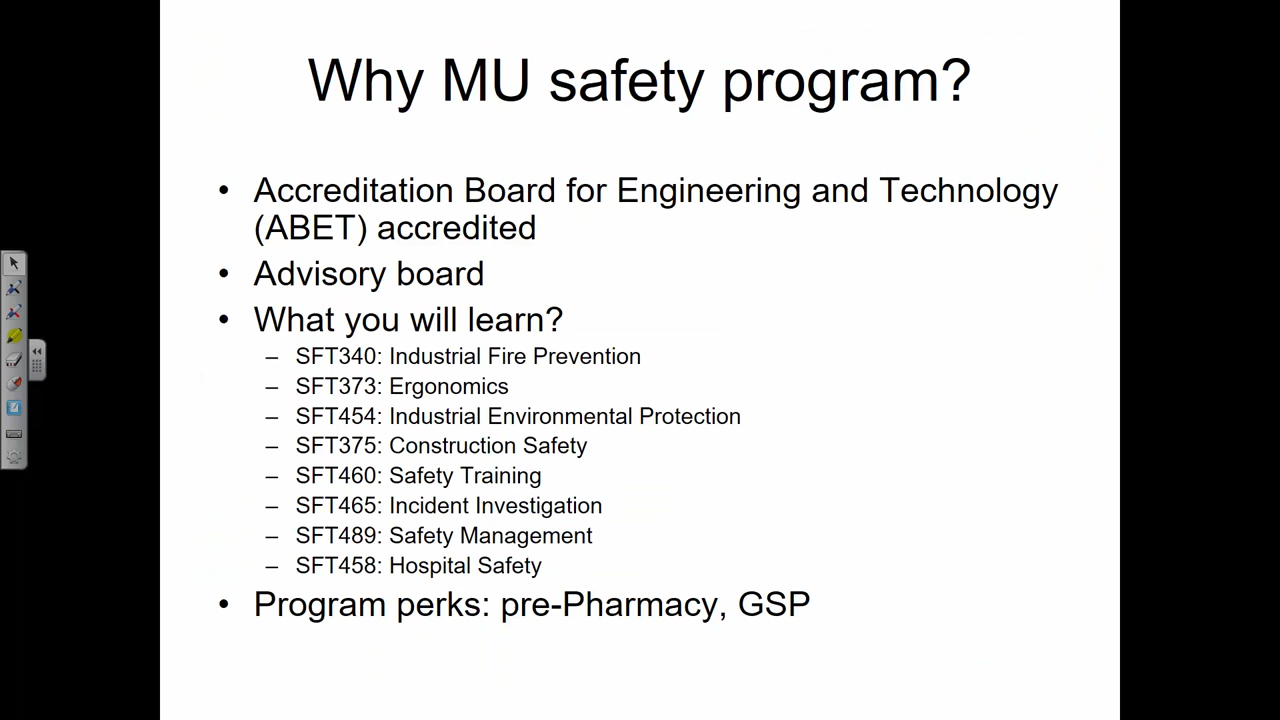 Why MU safety program?
• Accreditation Board for Engineering and Technology
(ABET) accredited
• Advisory board
• What you will learn?
– SFT340: Industrial Fire Prevention
– SFT373: Ergonomics
– SFT454: Industrial Environmental Protection
– SFT375: Construction Safety
– SFT460: Safety Training
– SFT465: Incident Investigation
– SFT489: Safety Management
– SFT458: Hospital Safety
• Program perks: pre-Pharmacy, GSP